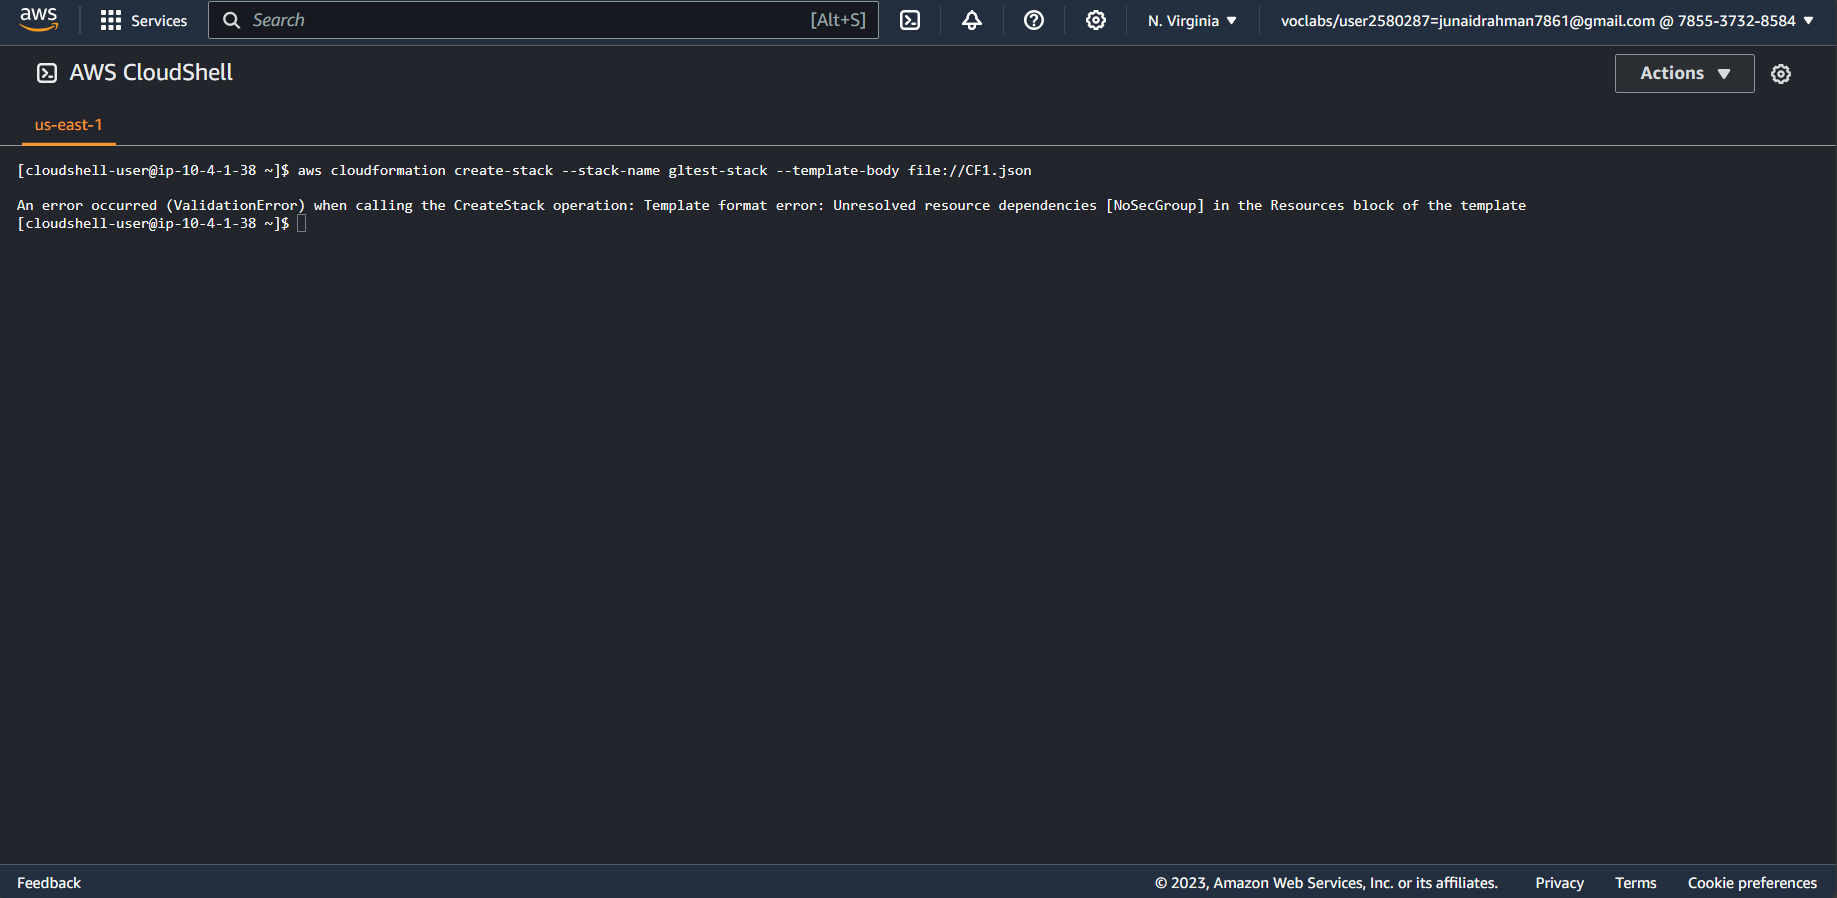 aws
Services
Search
[Alt+S]
N. Virginia
voclabs/user2580287=junaidrahman7861@gmail.com @ 7855-3732-8584
AWS CloudShell
Actions
us-east-1
[cloudshell-user@ip-10-4-1-38 ~]$ aws cloudformation create-stack --stack-name gltest-stack --template-body file://CF1.json
An error occurred (ValidationError) when calling the CreateStack operation: Template format error: Unresolved resource dependencies [NoSecGroup] in the Resources block of the template
[cloudshell-user@ip-10-4-1-38 ~]$
Feedback
© 2023, Amazon Web Services, Inc. or its affiliates.
Privacy
Terms
Cookie preferences